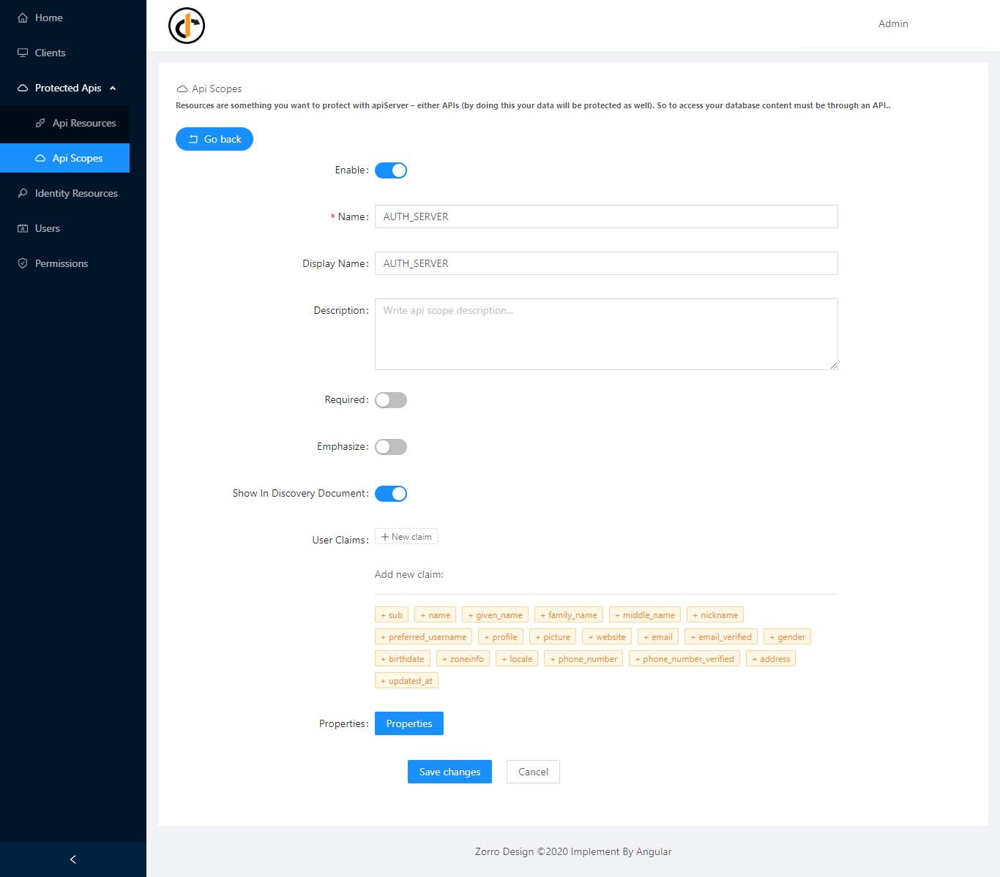 Home
Clients
Protected Apis
Api Resources
Api Scopes
Identity Resources
Users
Permissions
Admin
Api Scopes
Resources are something you want to protect with apiServer – either APIs (by doing this your data will be protected as well). So to access your database content must be through an API..
Go back
Enable:
* Name: AUTH_SERVER
Display Name: AUTH_SERVER
Description: Write api scope description...
Required:
Emphasize:
Show In Discovery Document:
User Claims: + New claim
Add new claim:
+ sub + name + given_name + family_name + middle_name + nickname
+ preferred_username + profile + picture + website + email + email_verified + gender
+ birthdate + zoneinfo + locale + phone_number + phone_number_verified + address
+ updated_at
Properties: Properties
Save changes Cancel
Zorro Design ©2020 Implement By Angular